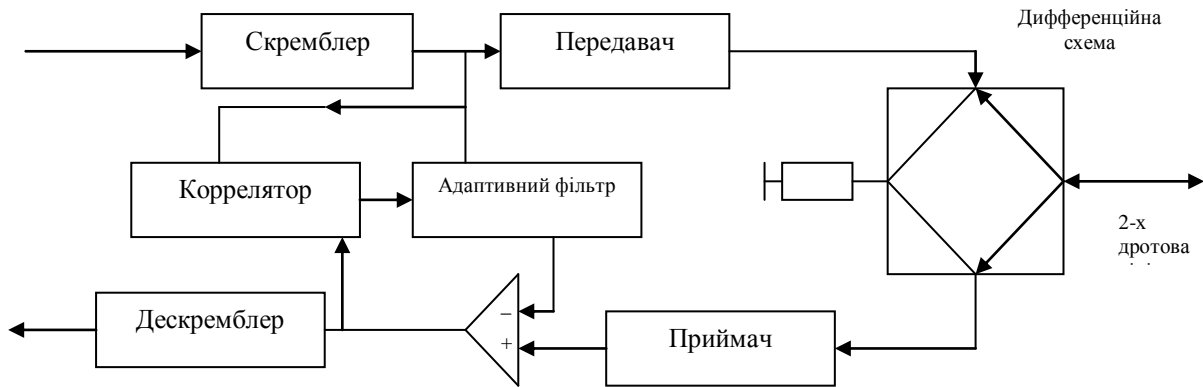 Скремблер
Передавач
Дифференційна
схема
Коррелятор
Адаптивний фільтр
2-х
дротова
–
+
Дескремблер
Приймач